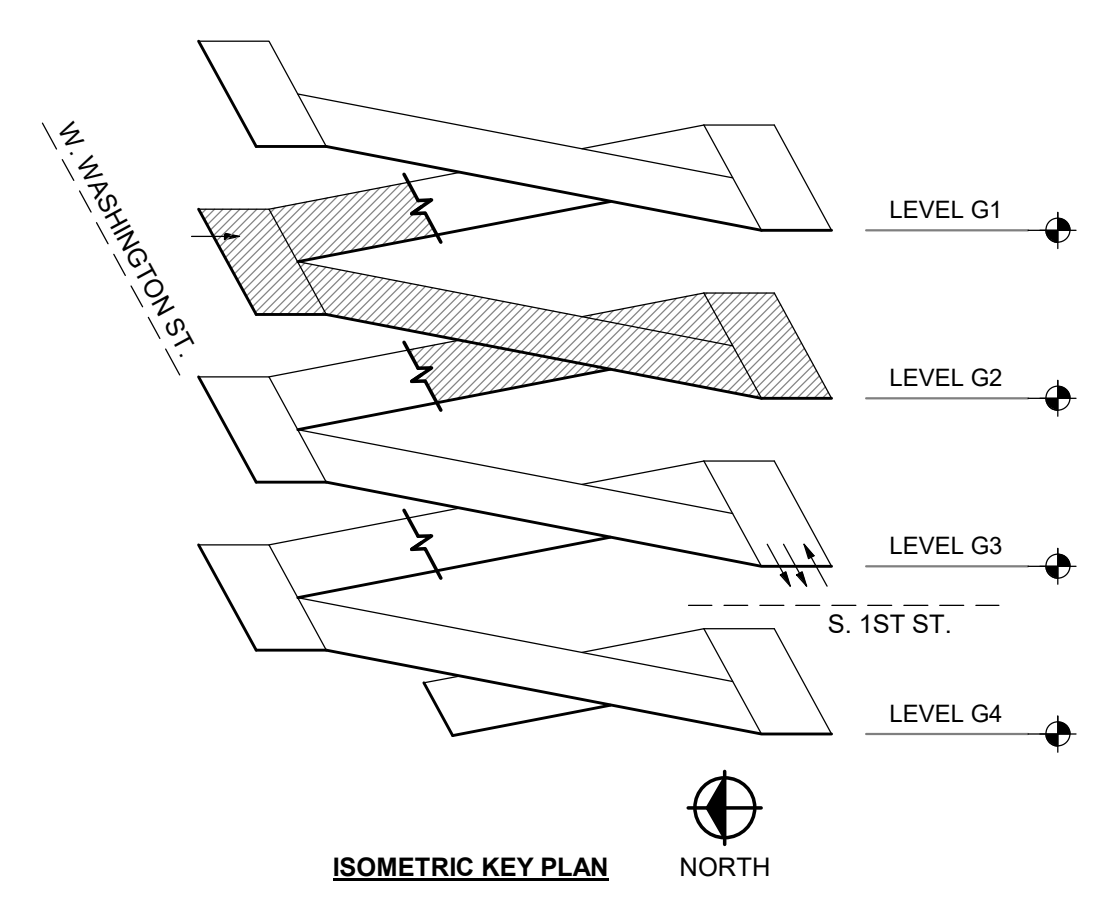 W. WASHINGTON ST.
LEVEL G1
LEVEL G2
LEVEL G3
S. 1ST ST.
LEVEL G4
ISOMETRIC KEY PLAN
NORTH